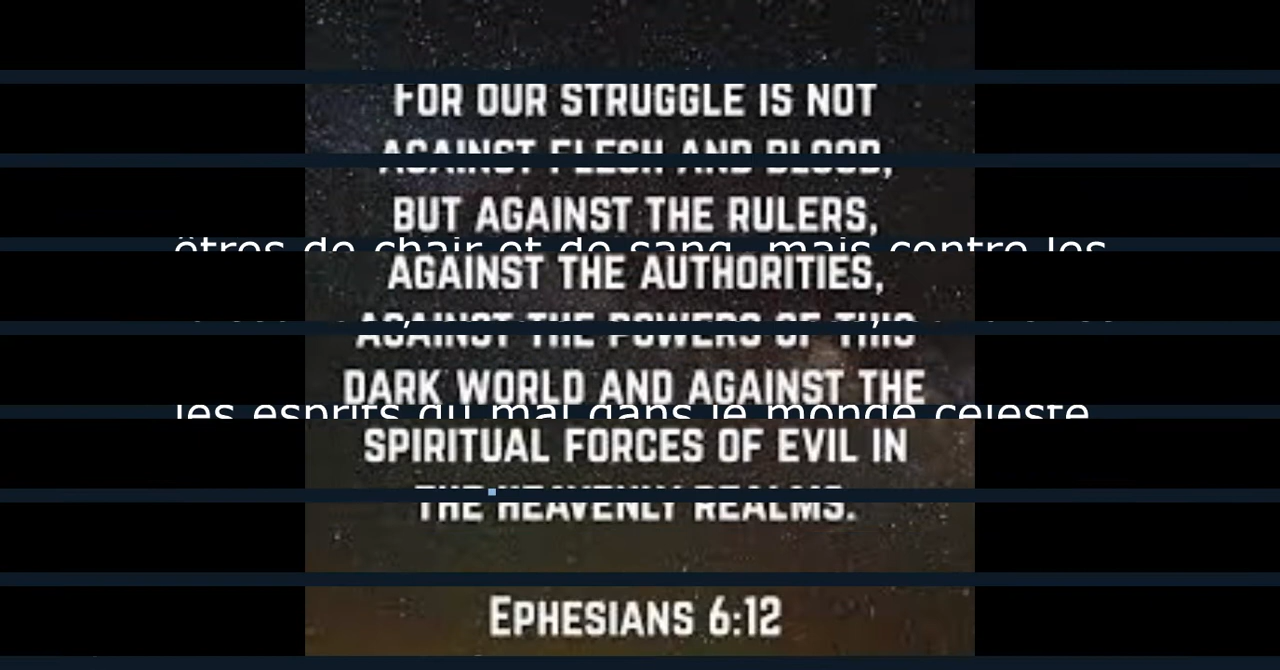 FOR OUR STRUGGLE IS NOT
AGAINST FLESH AND BLOOD,
BUT AGAINST THE RULERS,
êtres de chair et de sang, mais contre les
AGAINST THE AUTHORITIES,
AGAINST THE POWERS OF THIS
DARK WORLD AND AGAINST THE
les esprits du mal dans le monde céleste
SPIRITUAL FORCES OF EVIL IN
THE HEAVENLY REALMS.
EPHESIANS 6:12